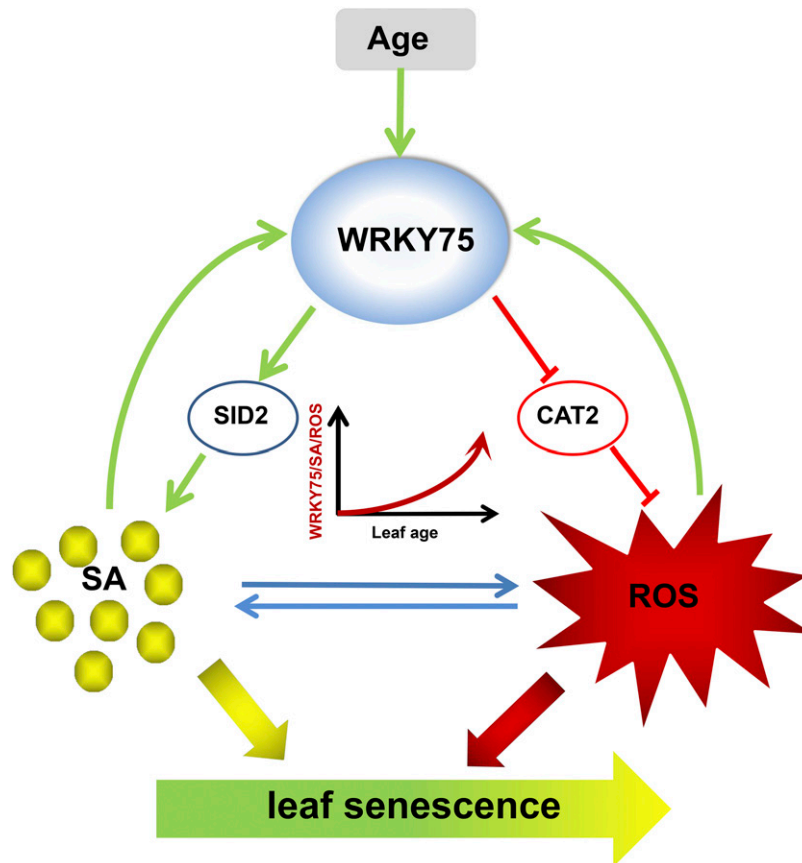 Age
WRKY75
SID2
CAT2
WRKY75/SA/ROS
Leaf age
SA
ROS
leaf senescence